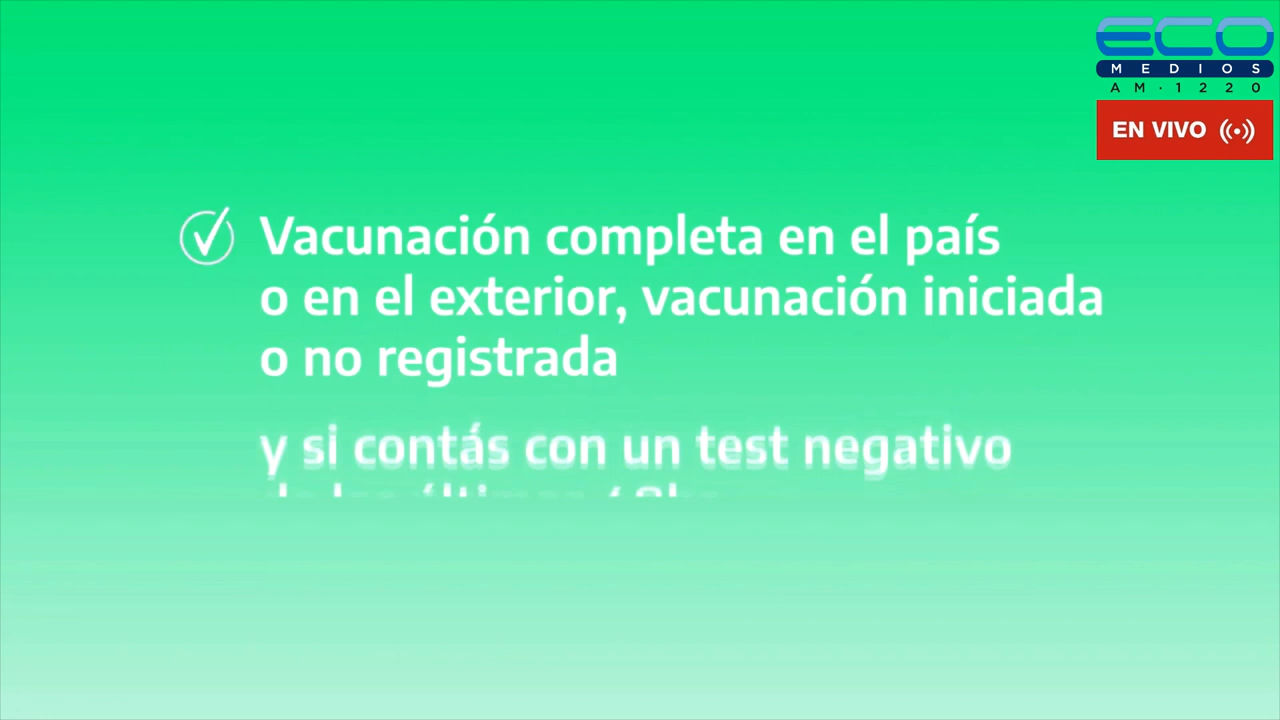 ECO
MEDIOS
AM·1220
EN VIVO
Vacunación completa en el país
o en el exterior, vacunación iniciada
o no registrada
y si contás con un test negativo